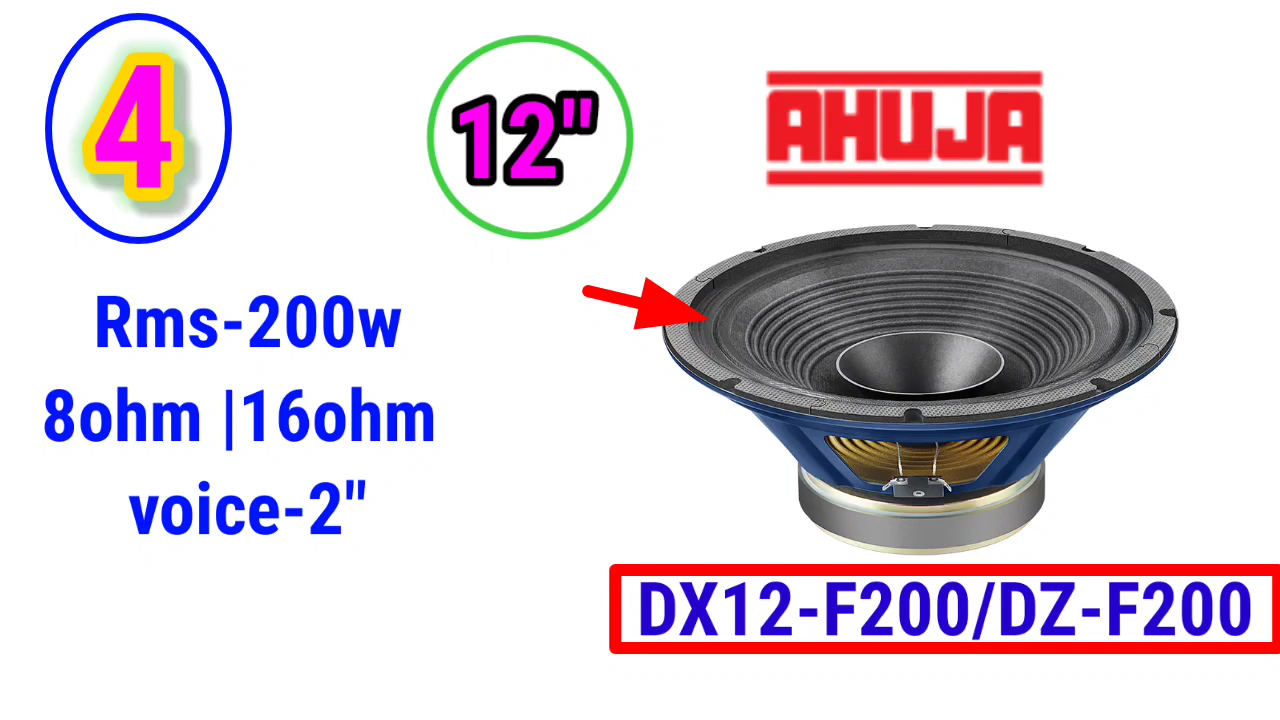 4
12"
AHUJA
Rms-200w
8ohm |16ohm
voice-2"
DX12-F200/DZ-F200